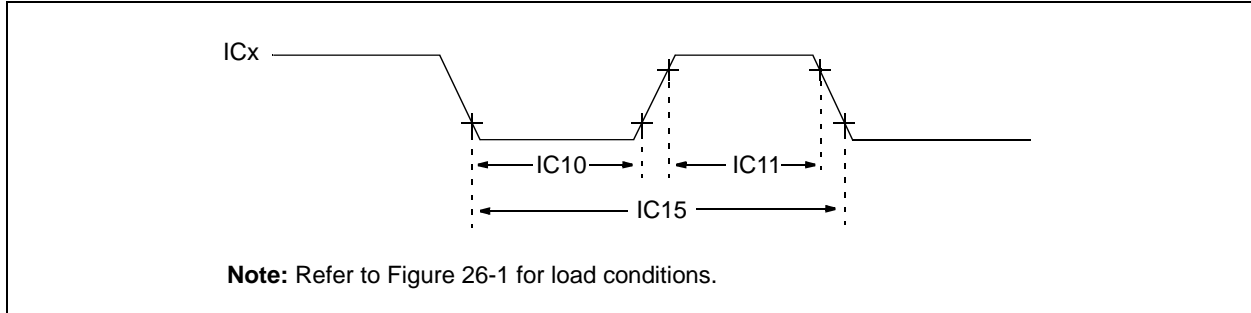 ICx
IC10
IC11
IC15
Note: Refer to Figure 26-1 for load conditions.